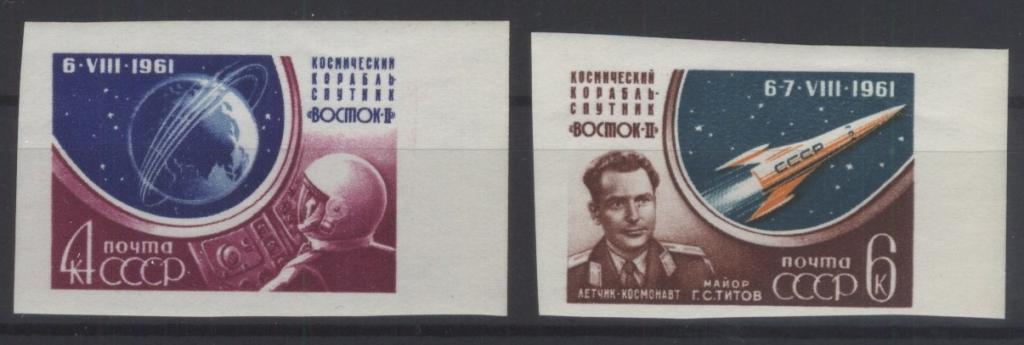 6·VIII·1961
КОСМИЧЕСКИЙ
КОРАБЛЬ-
СПУТНИК
«ВОСТОК-II»
4К
ПОЧТА
СССР
КОСМИЧЕСКИЙ
КОРАБЛЬ-
СПУТНИК
«ВОСТОК-II»
6-7·VIII·1961
СССР
ЛЕТЧИК-КОСМОНАВТ
МАЙОР
Г.С.ТИТОВ
ПОЧТА
СССР
6К